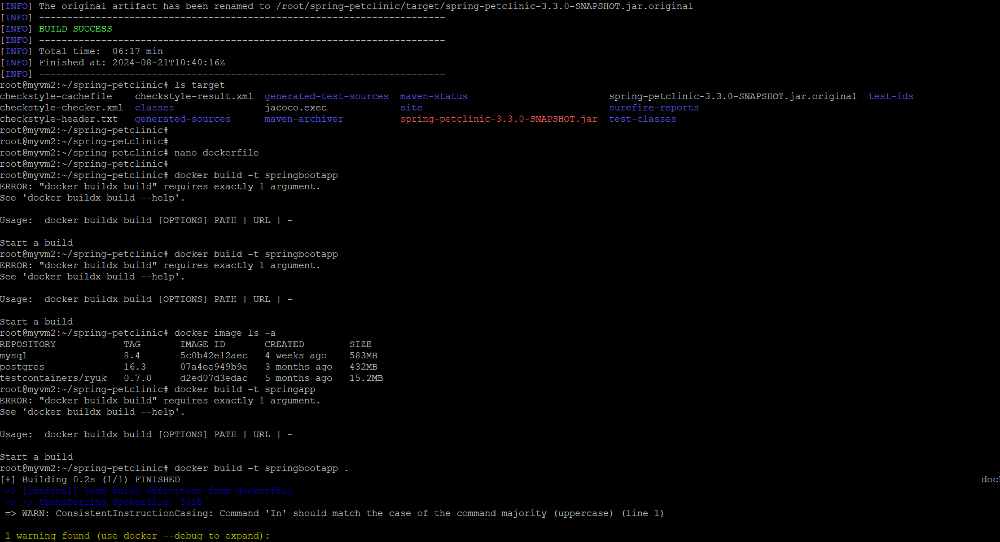 [INFO] The original artifact has been renamed to /root/spring-petclinic/target/spring-petclinic-3.3.0-SNAPSHOT.jar.original
[INFO] ------------------------------------------------------------------------
[INFO] BUILD SUCCESS
[INFO] ------------------------------------------------------------------------
[INFO] Total time:  06:17 min
[INFO] Finished at: 2024-08-21T10:40:16Z
[INFO] ------------------------------------------------------------------------
root@myvm2:~/spring-petclinic# ls target
checkstyle-cachefile    checkstyle-result.xml  generated-test-sources  maven-status                         spring-petclinic-3.3.0-SNAPSHOT.jar.original  test-ids
checkstyle-checker.xml  classes                jacoco.exec             site                                 surefire-reports
checkstyle-header.txt   generated-sources      maven-archiver          spring-petclinic-3.3.0-SNAPSHOT.jar  test-classes
root@myvm2:~/spring-petclinic#
root@myvm2:~/spring-petclinic#
root@myvm2:~/spring-petclinic# nano dockerfile
root@myvm2:~/spring-petclinic#
root@myvm2:~/spring-petclinic# docker build -t springbootapp
ERROR: "docker buildx build" requires exactly 1 argument.
See 'docker buildx build --help'.
Usage:  docker buildx build [OPTIONS] PATH | URL | -
Start a build
root@myvm2:~/spring-petclinic# docker build -t springbootapp
ERROR: "docker buildx build" requires exactly 1 argument.
See 'docker buildx build --help'.
Usage:  docker buildx build [OPTIONS] PATH | URL | -
Start a build
root@myvm2:~/spring-petclinic# docker image ls -a
REPOSITORY            TAG       IMAGE ID       CREATED        SIZE
mysql                 8.4       5c0b42e12aec   4 weeks ago    583MB
postgres              16.3      07a4ee949b9e   3 months ago   432MB
testcontainers/ryuk   0.7.0     d2ed07d3edac   5 months ago   15.2MB
root@myvm2:~/spring-petclinic# docker build -t springapp
ERROR: "docker buildx build" requires exactly 1 argument.
See 'docker buildx build --help'.
Usage:  docker buildx build [OPTIONS] PATH | URL | -
Start a build
root@myvm2:~/spring-petclinic# docker build -t springbootapp .
[+] Building 0.2s (1/1) FINISHED
=> [internal] load build definition from dockerfile
=> => transferring dockerfile: 381B
=> WARN: ConsistentInstructionCasing: Command 'In' should match the case of the command majority (uppercase) (line 1)
1 warning found (use docker --debug to expand):